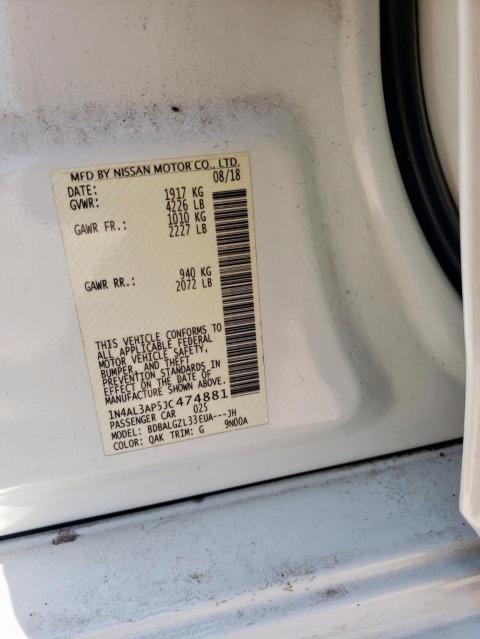 MFD BY NISSAN MOTOR CO., LTD.
DATE: 08/18
GVWR: 1917 KG
4226 LB
GAWR FR.: 1010 KG
2227 LB
GAWR RR.: 940 KG
2072 LB
THIS VEHICLE CONFORMS TO
ALL APPLICABLE FEDERAL
MOTOR VEHICLE SAFETY,
BUMPER, AND THEFT
PREVENTION STANDARDS IN
EFFECT ON THE DATE OF
MANUFACTURE SHOWN ABOVE.
1N4AL3AP5JC474881
PASSENGER CAR 025
MODEL: BDBALGZL33EUA---JH
COLOR: QAK TRIM: G 9N00A